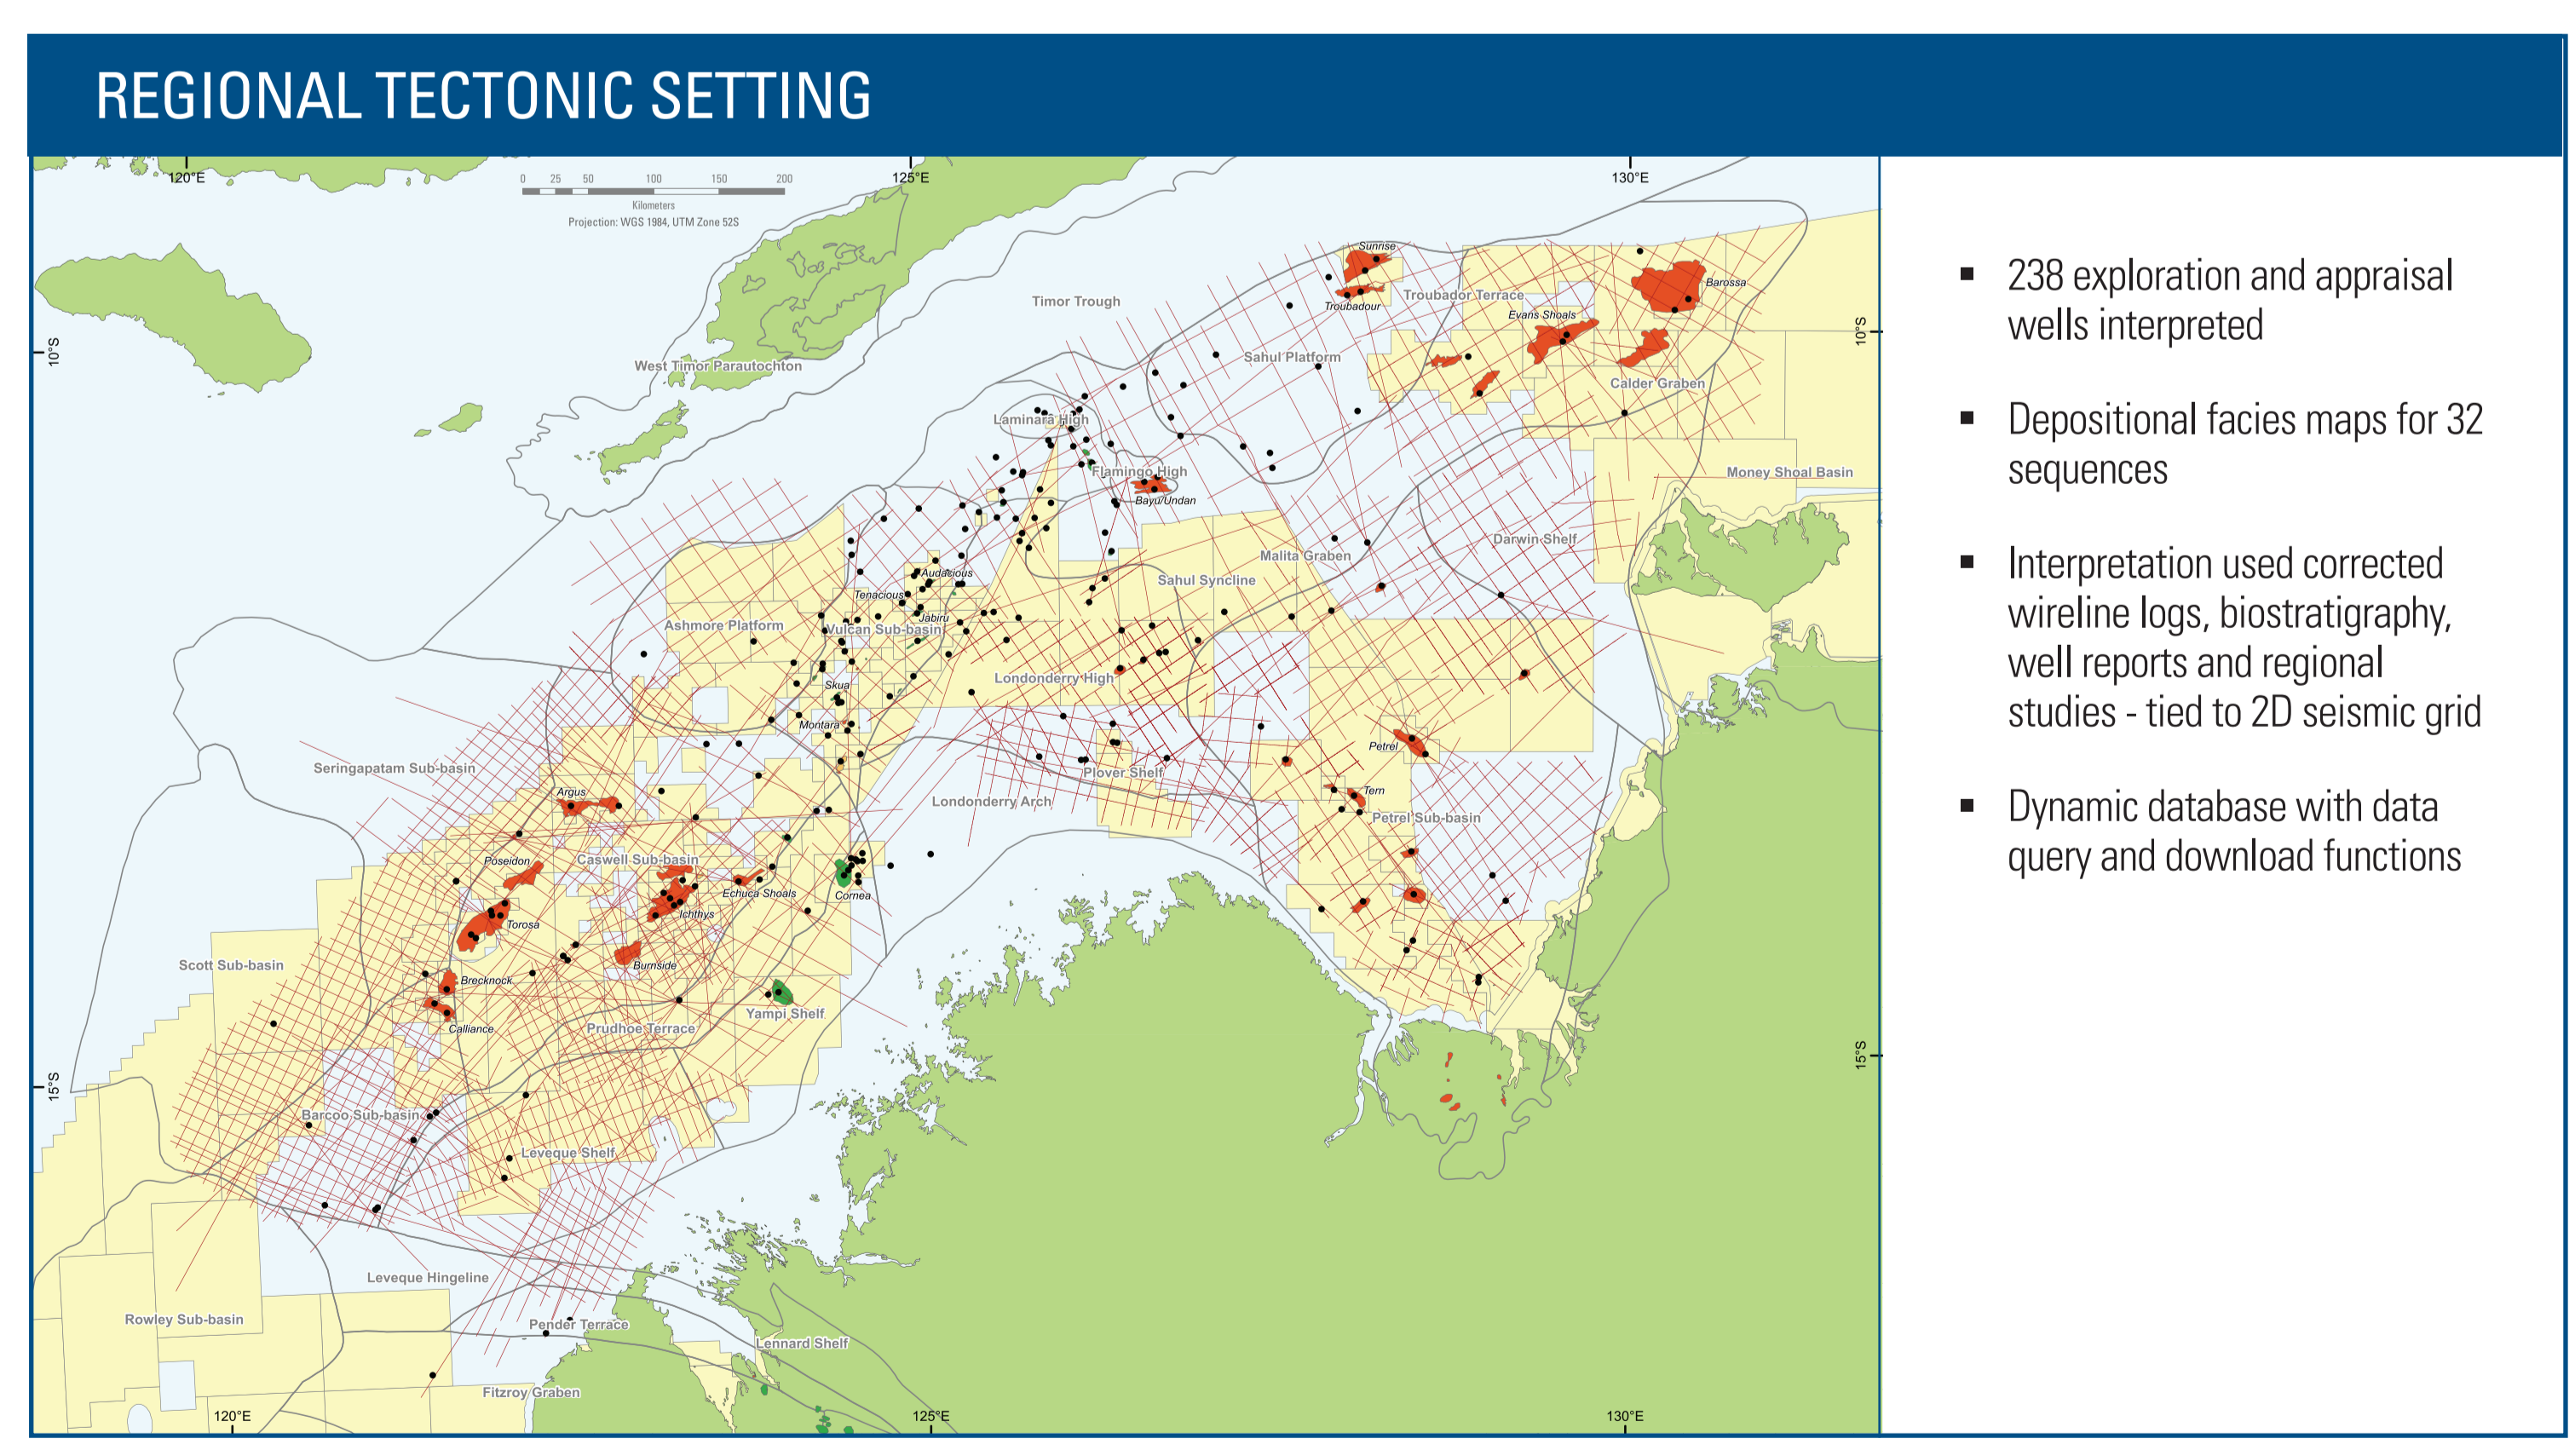 REGIONAL TECTONIC SETTING
120°E
125°E
130°E
0 25 50 100 150 200
Kilometers
Projection: WGS 1984, UTM Zone 52S
Sunrise
Barossa
Timor Trough
Troubador Terrace
Troubadour
Evans Shoals
10°S
10°S
Sahul Platform
West Timor Parautochton
Calder Graben
Laminara High
Flamingo High
Money Shoal Basin
Bayu/Undan
Darwin Shelf
Malita Graben
Audacious
Sahul Syncline
Tenacious
Jabiru
Ashmore Platform
Vulcan Sub-basin
Londonderry High
Skua
Montara
Petrel
Seringapatam Sub-basin
Plover Shelf
Argus
Tern
Londonderry Arch
Petrel Sub-basin
Poseidon
Caswell Sub-basin
Echuca Shoals
Cornea
Ichthys
Torosa
Scott Sub-basin
Burnside
Brecknock
Yampi Shelf
Calliance
Prudhoe Terrace
15°S
15°S
Barcoo Sub-basin
Leveque Shelf
Leveque Hingeline
Rowley Sub-basin
Pender Terrace
Lennard Shelf
Fitzroy Graben
120°E
125°E
130°E
▪ 238 exploration and appraisal
wells interpreted
▪ Depositional facies maps for 32
sequences
▪ Interpretation used corrected
wireline logs, biostratigraphy,
well reports and regional
studies - tied to 2D seismic grid
▪ Dynamic database with data
query and download functions